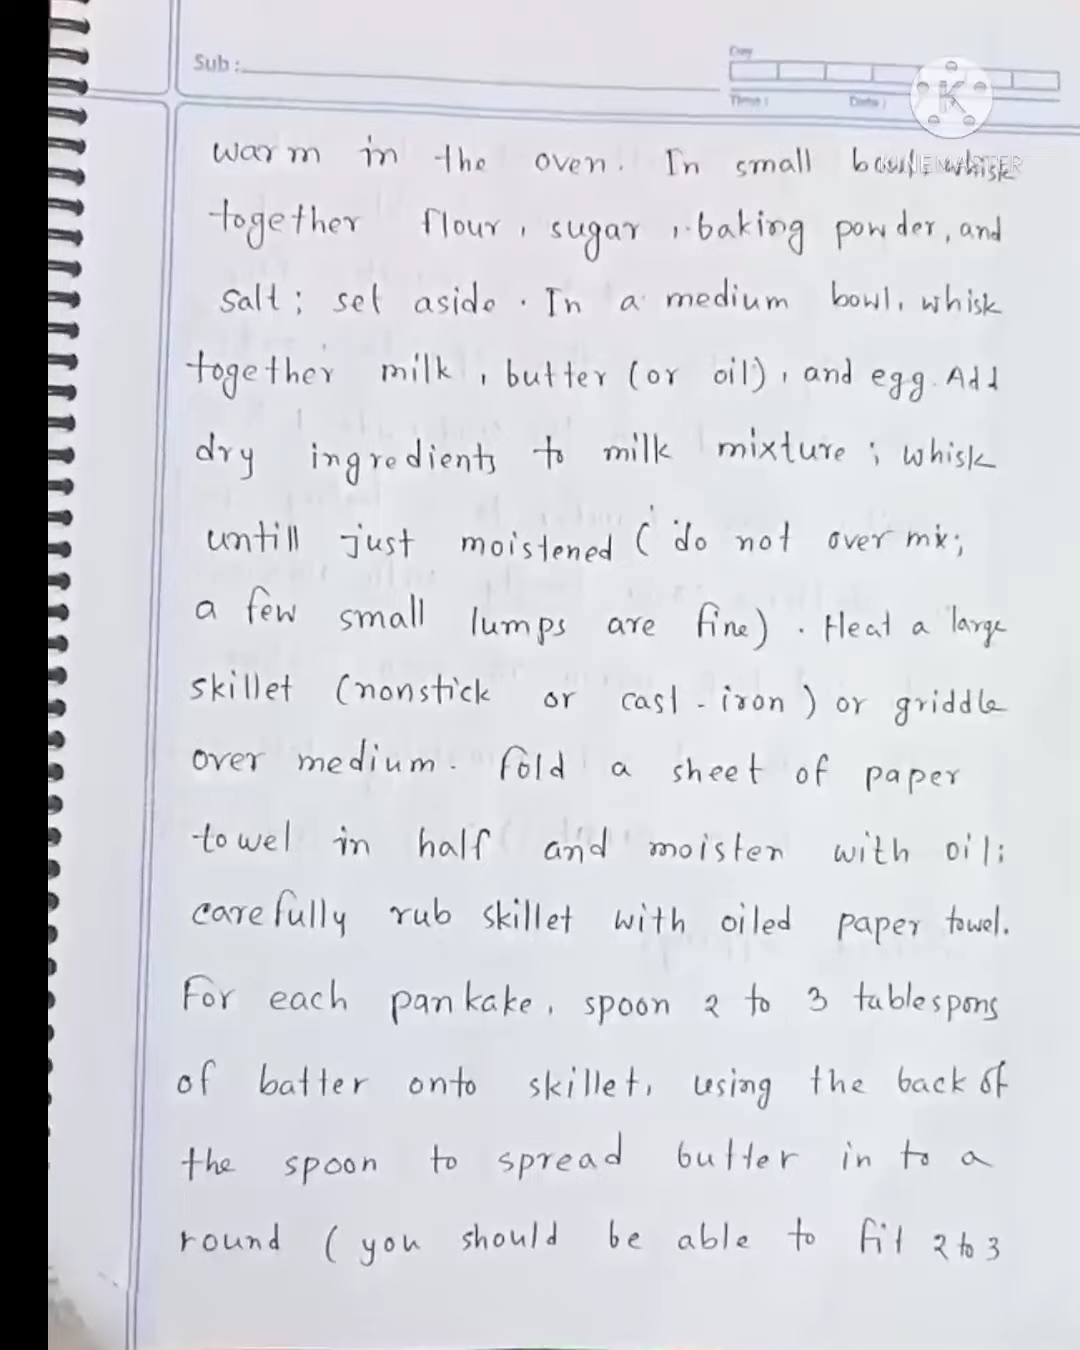 Sub :
Day
Time :
Date :
K
KINEMASTER
warm in the oven. In small bowl, whisk
together flour, sugar, baking powder, and
salt; set aside. In a medium bowl, whisk
together milk, butter (or oil), and egg. Add
dry ingredients to milk mixture; whisk
untill just moistened (do not over mix;
a few small lumps are fine). Heat a large
skillet (nonstick or cast-iron) or griddle
over medium. fold a sheet of paper
towel in half and moisten with oil;
carefully rub skillet with oiled paper towel.
For each pankake, spoon 2 to 3 tablespons
of batter onto skillet, using the back of
the spoon to spread butter in to a
round (you should be able to fit 2 to 3